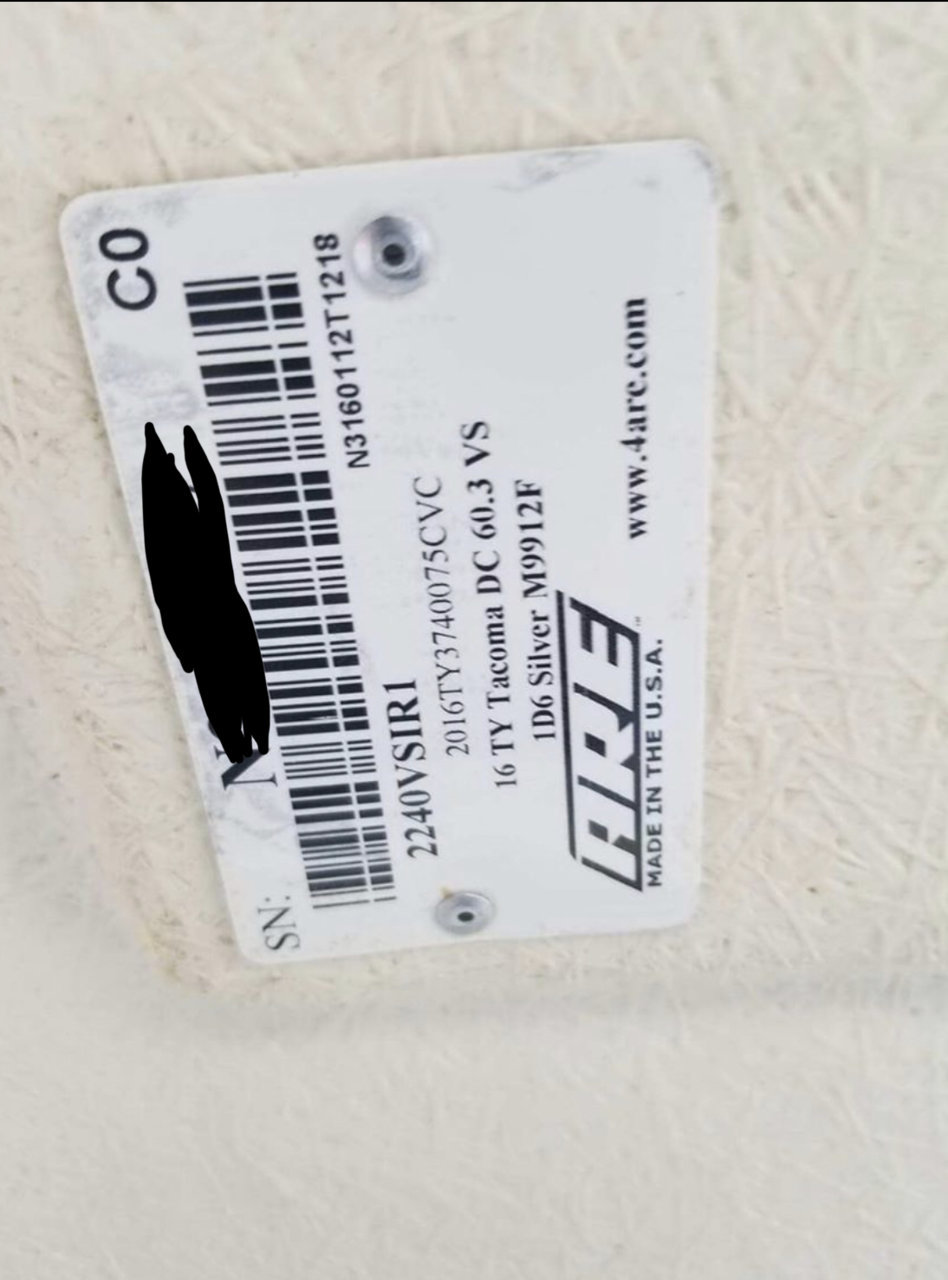 SN: N
C0
N3160112T1218
2240VSIR1
2016TY3740075CVC
16 TY Tacoma DC 60.3 VS
1D6 Silver M9912F
ARE™
MADE IN THE U.S.A.
www.4are.com